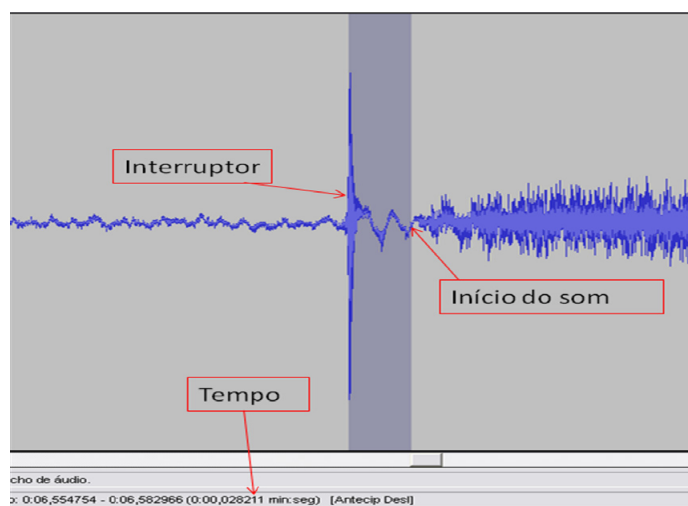 Interruptor
Início do som
Tempo
cho de áudio.
o: 0:06,554754 - 0:06,582966 (0:00,028211 min:seg) [Antecip Desl]